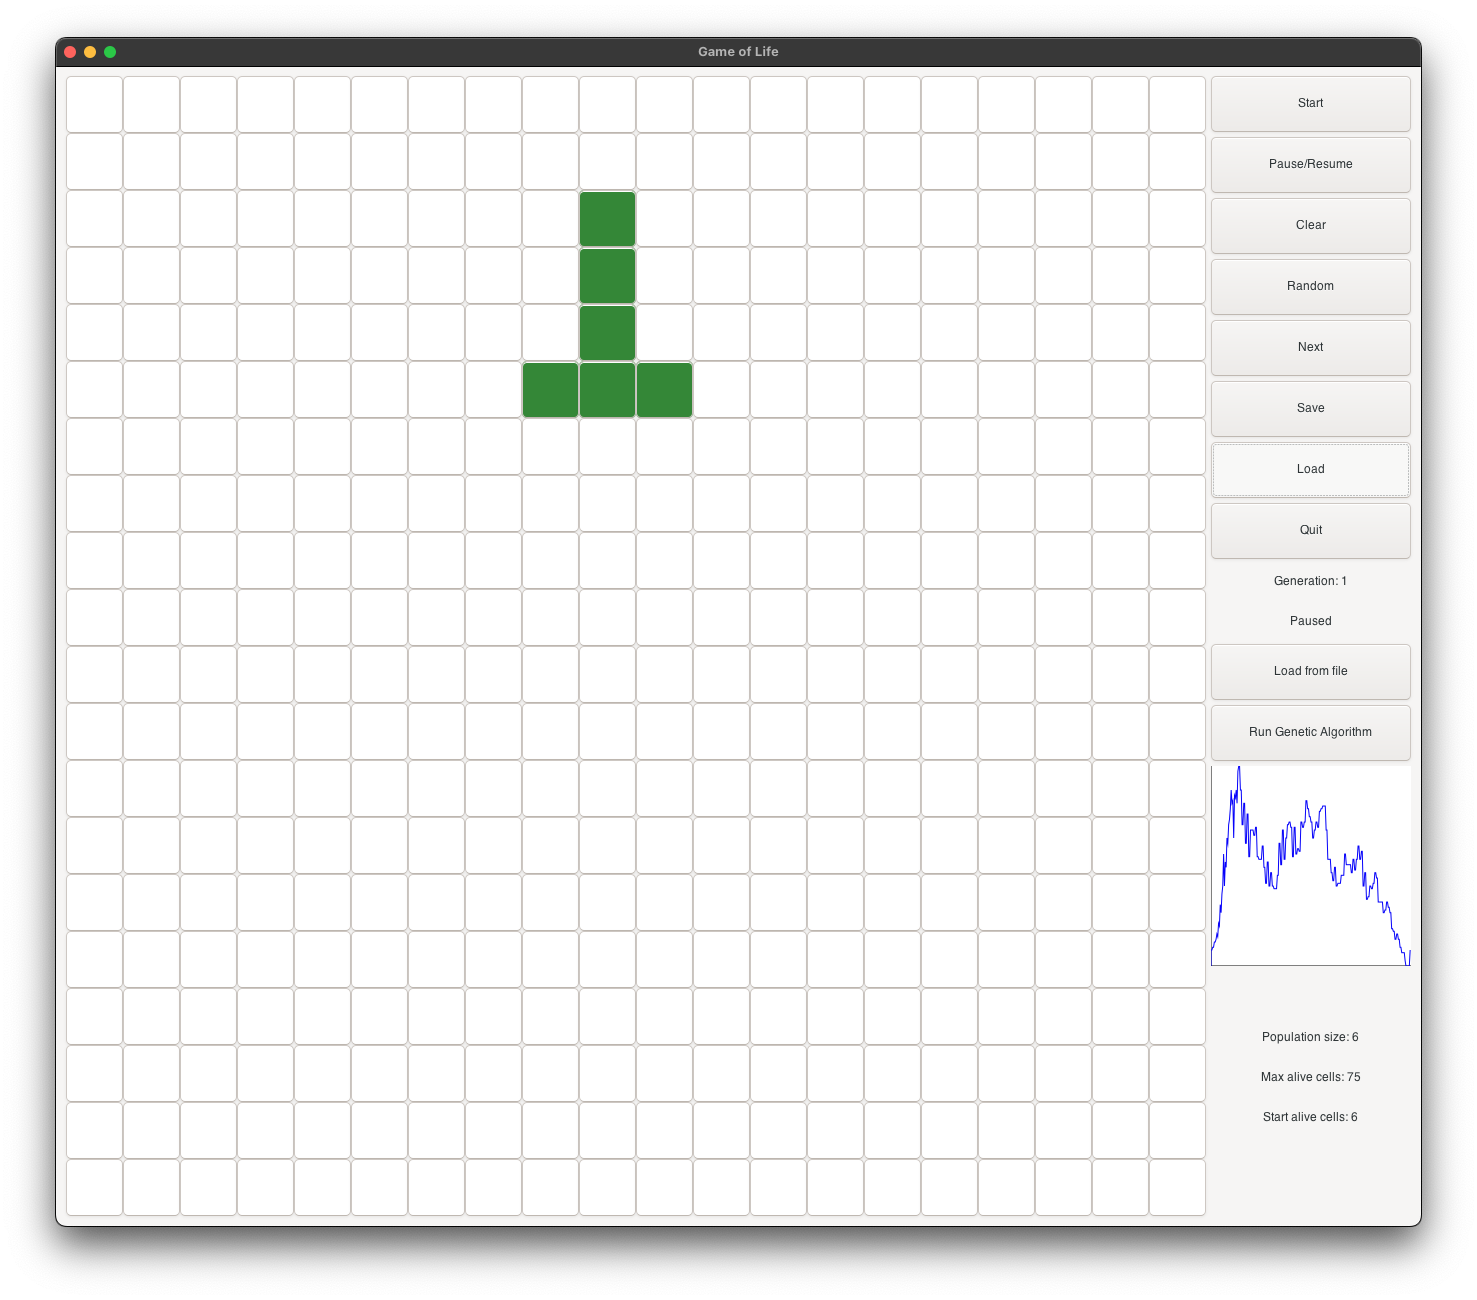 Game of Life
Start
Pause/Resume
Clear
Random
Next
Save
Load
Quit
Generation: 1
Paused
Load from file
Run Genetic Algorithm
Population size: 6
Max alive cells: 75
Start alive cells: 6